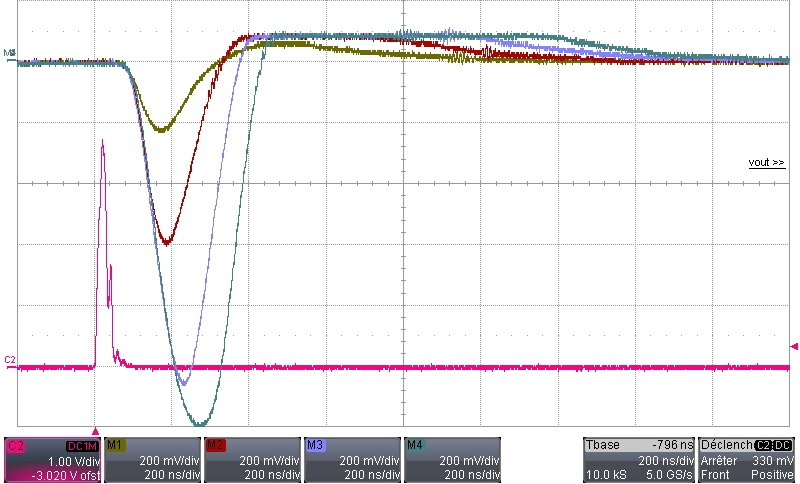 M4
vout >>
C2
C2 DC1M
1.00 V/div
-3.020 V ofst
M1
200 mV/div
200 ns/div
M2
200 mV/div
200 ns/div
M3
200 mV/div
200 ns/div
M4
200 mV/div
200 ns/div
Tbase -796 ns
200 ns/div
10.0 kS 5.0 GS/s
Déclench C2 DC
Arrêter 330 mV
Front Positive